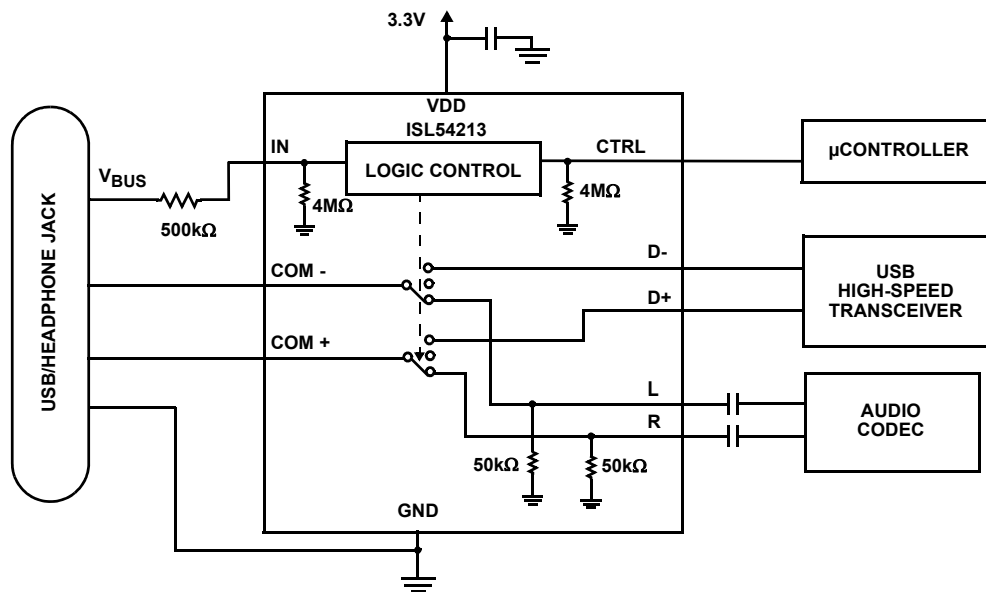 3.3V
VDD
ISL54213
IN
LOGIC CONTROL
CTRL
µCONTROLLER
VBUS
500kΩ
4MΩ
4MΩ
USB/HEADPHONE JACK
COM -
COM +
D-
D+
USB
HIGH-SPEED
TRANSCEIVER
L
R
AUDIO
CODEC
50kΩ
50kΩ
GND